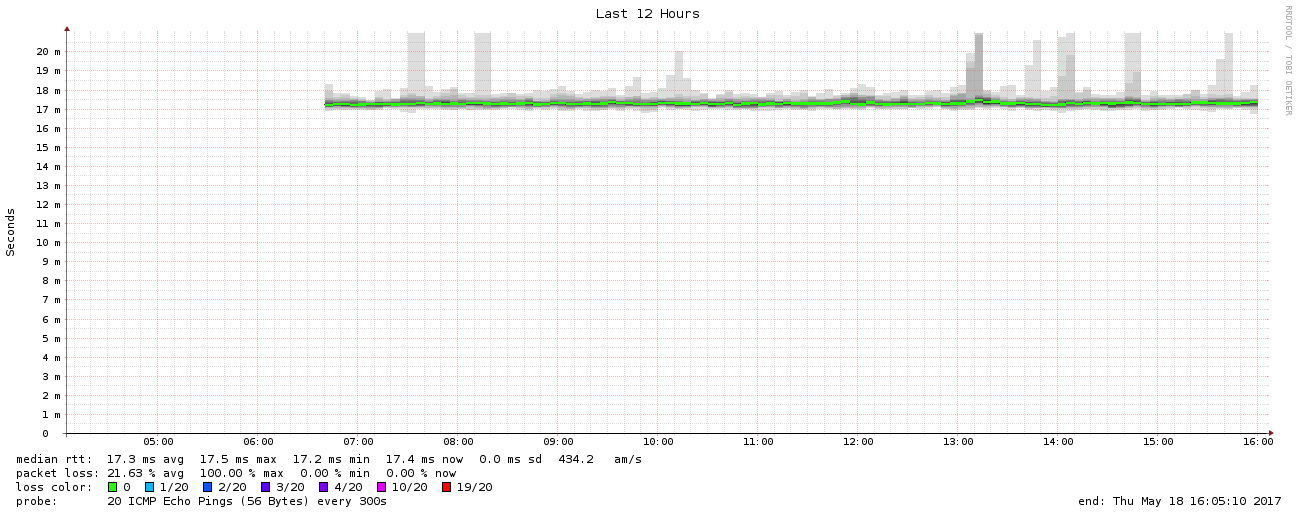 Last 12 Hours
RRDTOOL / TOBI OETIKER
Seconds
20 m
19 m
18 m
17 m
16 m
15 m
14 m
13 m
12 m
11 m
10 m
9 m
8 m
7 m
6 m
5 m
4 m
3 m
2 m
1 m
0
05:00 06:00 07:00 08:00 09:00 10:00 11:00 12:00 13:00 14:00 15:00 16:00
median rtt: 17.3 ms avg 17.5 ms max 17.2 ms min 17.4 ms now 0.0 ms sd 434.2 am/s
packet loss: 21.63 % avg 100.00 % max 0.00 % min 0.00 % now
loss color: 0 1/20 2/20 3/20 4/20 10/20 19/20
probe: 20 ICMP Echo Pings (56 Bytes) every 300s end: Thu May 18 16:05:10 2017